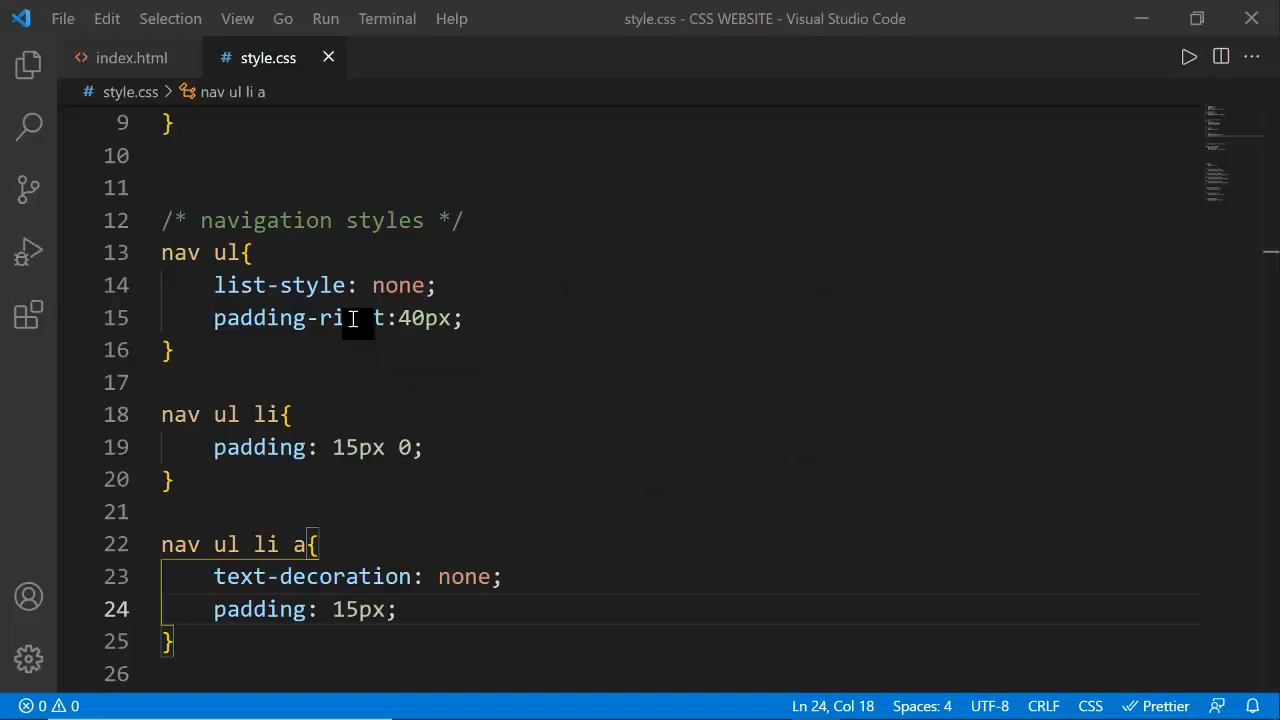 File Edit Selection View Go Run Terminal Help style.css - CSS WEBSITE - Visual Studio Code
<> index.html # style.css
# style.css > nav ul li a
9 }
10
11
12 /* navigation styles */
13 nav ul{
14 list-style: none;
15 :40px;
16 }
17
18 nav ul li{
19 padding: 15px 0;
20 }
21
22 nav ul li a{
23 text-decoration: none;
24 padding: 15px;
25 }
26
0 0 Ln 24, Col 18 Spaces: 4 UTF-8 CRLF CSS Prettier